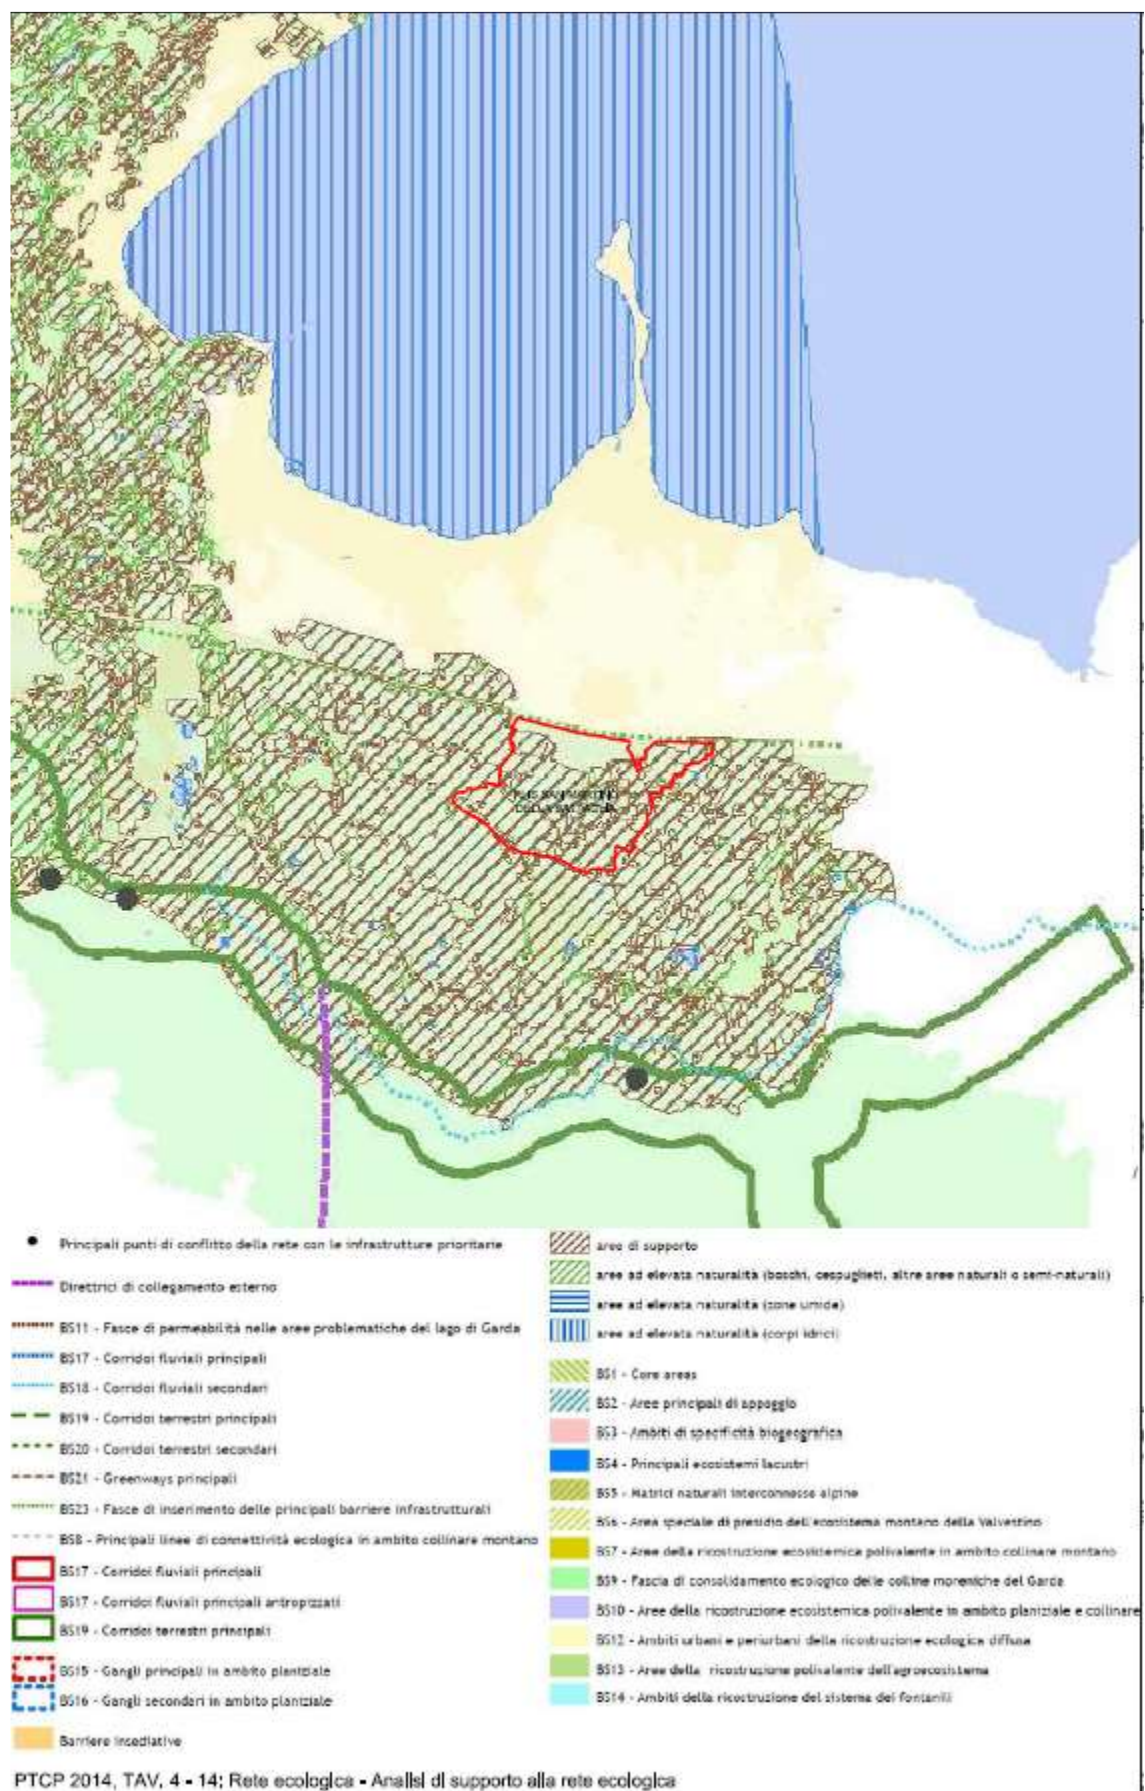 PLIS SAN MARTINO
DELLA BATTAGLIA
Principali punti di conflitto della rete con le infrastrutture prioritarie
Direttrici di collegamento esterno
BS11 - Fasce di permeabilità nelle aree problematiche del lago di Garda
BS17 - Corridoi fluviali principali
BS18 - Corridoi fluviali secondari
BS19 - Corridoi terrestri principali
BS20 - Corridoi terrestri secondari
BS21 - Greenways principali
BS23 - Fasce di inserimento delle principali barriere infrastrutturali
BS8 - Principali linee di connettività ecologica in ambito collinare montano
BS17 - Corridoi fluviali principali
BS17 - Corridoi fluviali principali antropizzati
BS19 - Corridoi terrestri principali
BS15 - Gangli principali in ambito planiziale
BS16 - Gangli secondari in ambito planiziale
Barriere insediative
aree di supporto
aree ad elevata naturalità (boschi, cespuglieti, altre aree naturali o semi-naturali)
aree ad elevata naturalità (zone umide)
aree ad elevata naturalità (corpi idrici)
BS1 - Core areas
BS2 - Aree principali di appoggio
BS3 - Ambiti di specificità biogeografica
BS4 - Principali ecosistemi lacustri
BS5 - Matrici naturali interconnesse alpine
BS6 - Area speciale di presidio dell'ecosistema montano della Valvestino
BS7 - Aree della ricostruzione ecosistemica polivalente in ambito collinare montano
BS9 - Fascia di consolidamento ecologico delle colline moreniche del Garda
BS10 - Aree della ricostruzione ecosistemica polivalente in ambito planiziale e collinare
BS12 - Ambiti urbani e periurbani della ricostruzione ecologica diffusa
BS13 - Aree della ricostruzione polivalente dell'agroecosistema
BS14 - Ambiti della ricostruzione del sistema dei fontanili
PTCP 2014, TAV. 4 - 14: Rete ecologica - Analisi di supporto alla rete ecologica